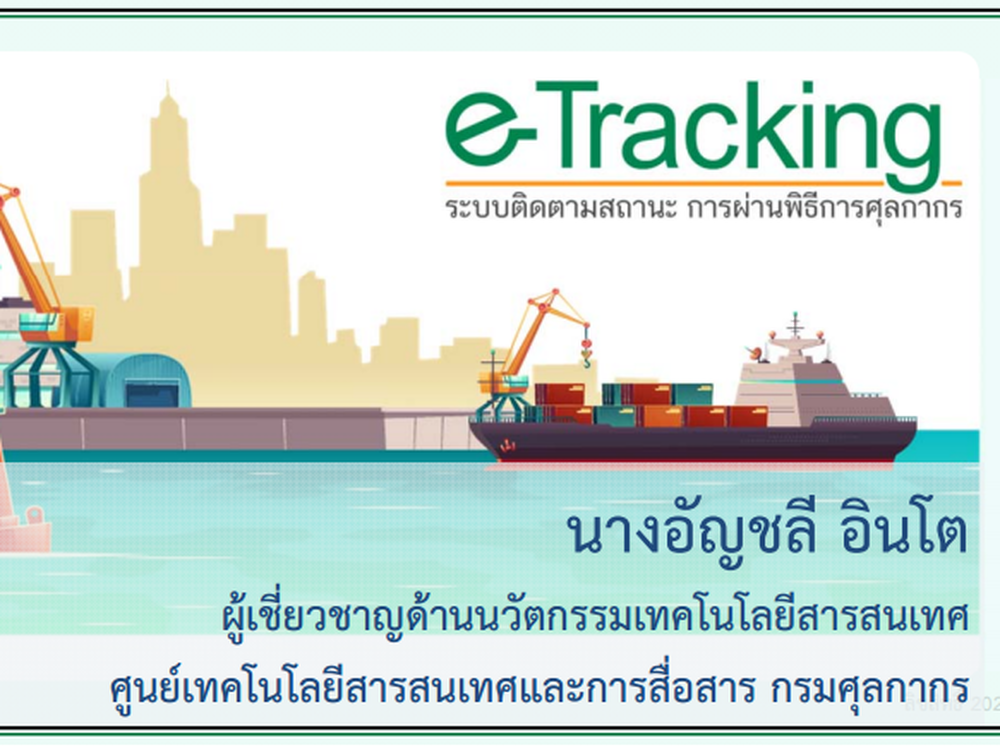 e-Tracking
ระบบติดตามสถานะ การผ่านพิธีการศุลกากร
นางอัญชลี อินโต
ผู้เชี่ยวชาญด้านนวัตกรรมเทคโนโลยีสารสนเทศ
ศูนย์เทคโนโลยีสารสนเทศและการสื่อสาร กรมศุลกากร